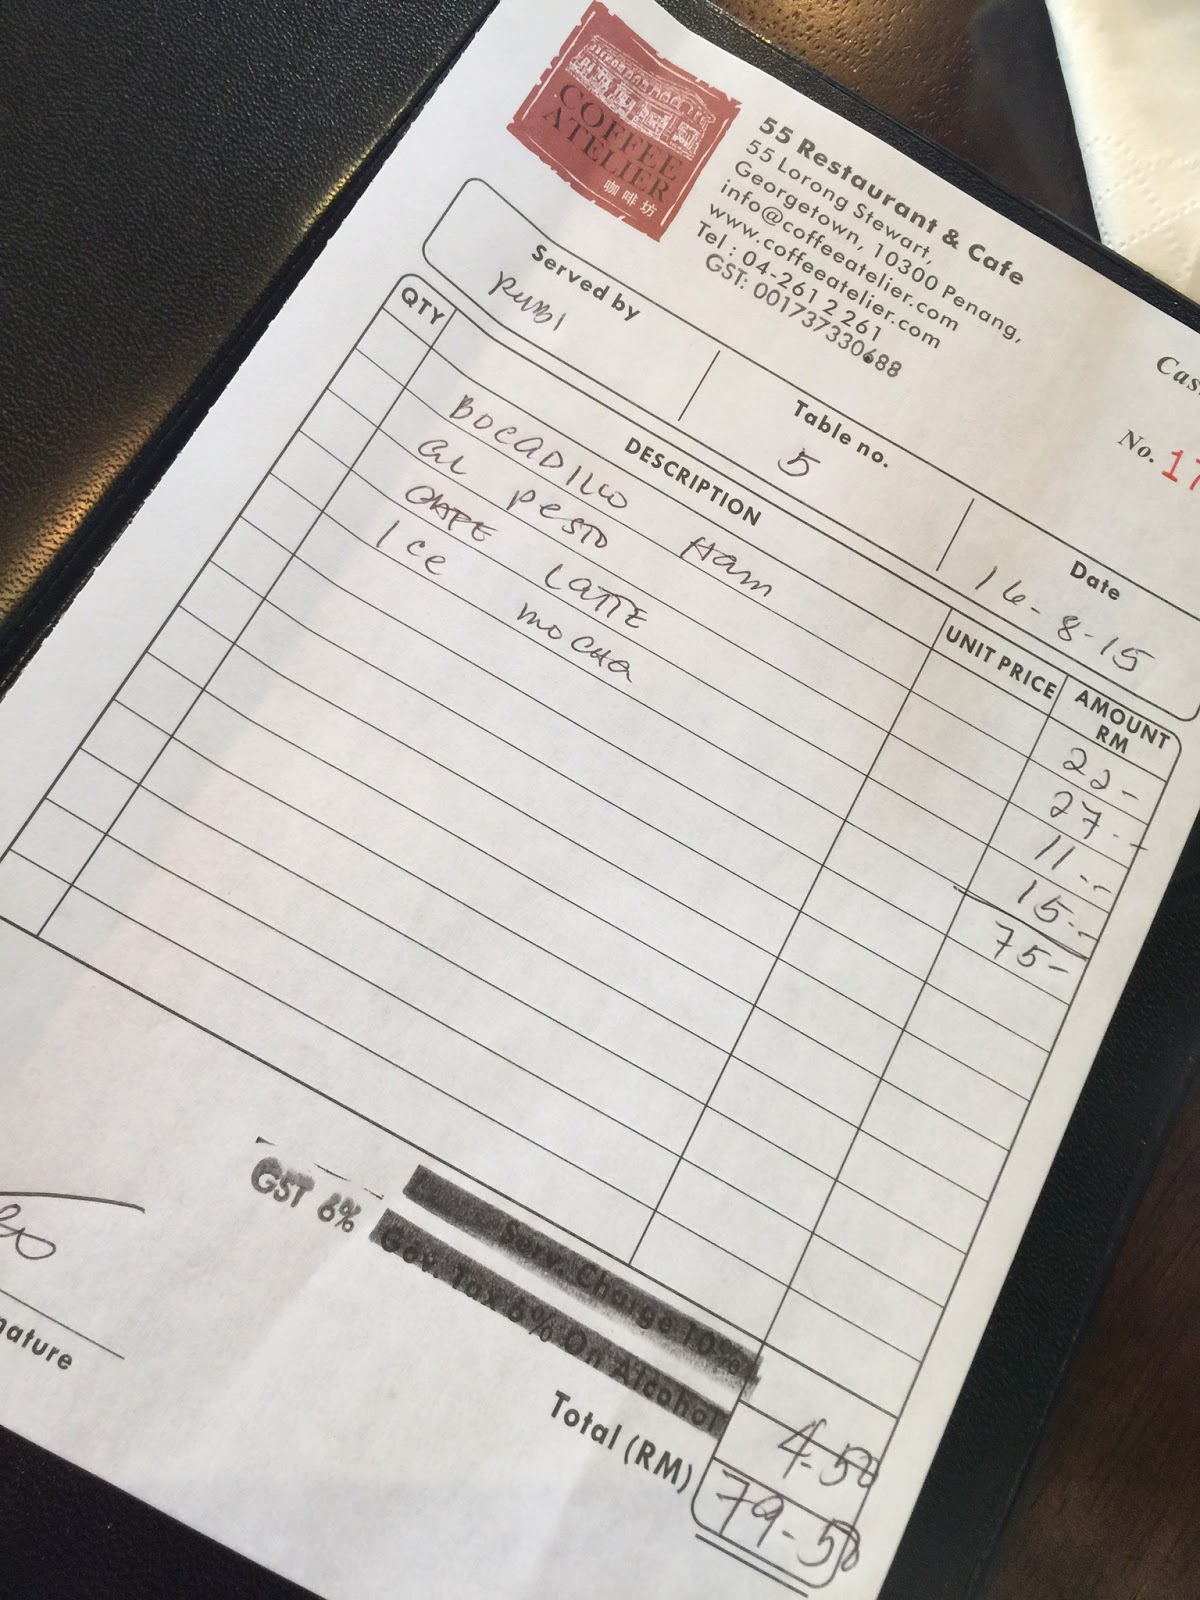 COFFEE
ATELIER
咖啡坊
55 Restaurant & Cafe
55 Lorong Stewart,
Georgetown, 10300 Penang,
info@coffeeatelier.com
www.coffeeatelier.com
Tel : 04-261 2 261
GST: 001737330688
No. 17
Served by
RUBI
Table no.
5
Date
16-8-15
QTY
DESCRIPTION
UNIT PRICE
AMOUNT
RM
BOCADILLO Ham 22-
PESTO 27--
CAFE LATTE 11--
ICe mocHa 15--
75-
Serv. Charge 10%
GST 6%
Gov. Tax 6% On Alcohol
4-50
Total (RM) 79-50